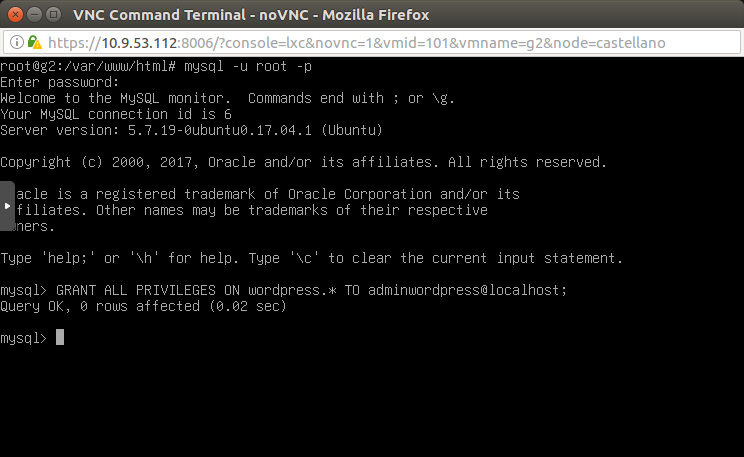 VNC Command Terminal - noVNC - Mozilla Firefox
https://10.9.53.112:8006/?console=lxc&novnc=1&vmid=101&vmname=g2&node=castellano
root@g2:/var/www/html# mysql -u root -p
Enter password:
Welcome to the MySQL monitor.  Commands end with ; or \g.
Your MySQL connection id is 6
Server version: 5.7.19-0ubuntu0.17.04.1 (Ubuntu)
Copyright (c) 2000, 2017, Oracle and/or its affiliates. All rights reserved.
acle is a registered trademark of Oracle Corporation and/or its
filiates. Other names may be trademarks of their respective
ners.
Type 'help;' or '\h' for help. Type '\c' to clear the current input statement.
mysql> GRANT ALL PRIVILEGES ON wordpress.* TO adminwordpress@localhost;
Query OK, 0 rows affected (0.02 sec)
mysql>